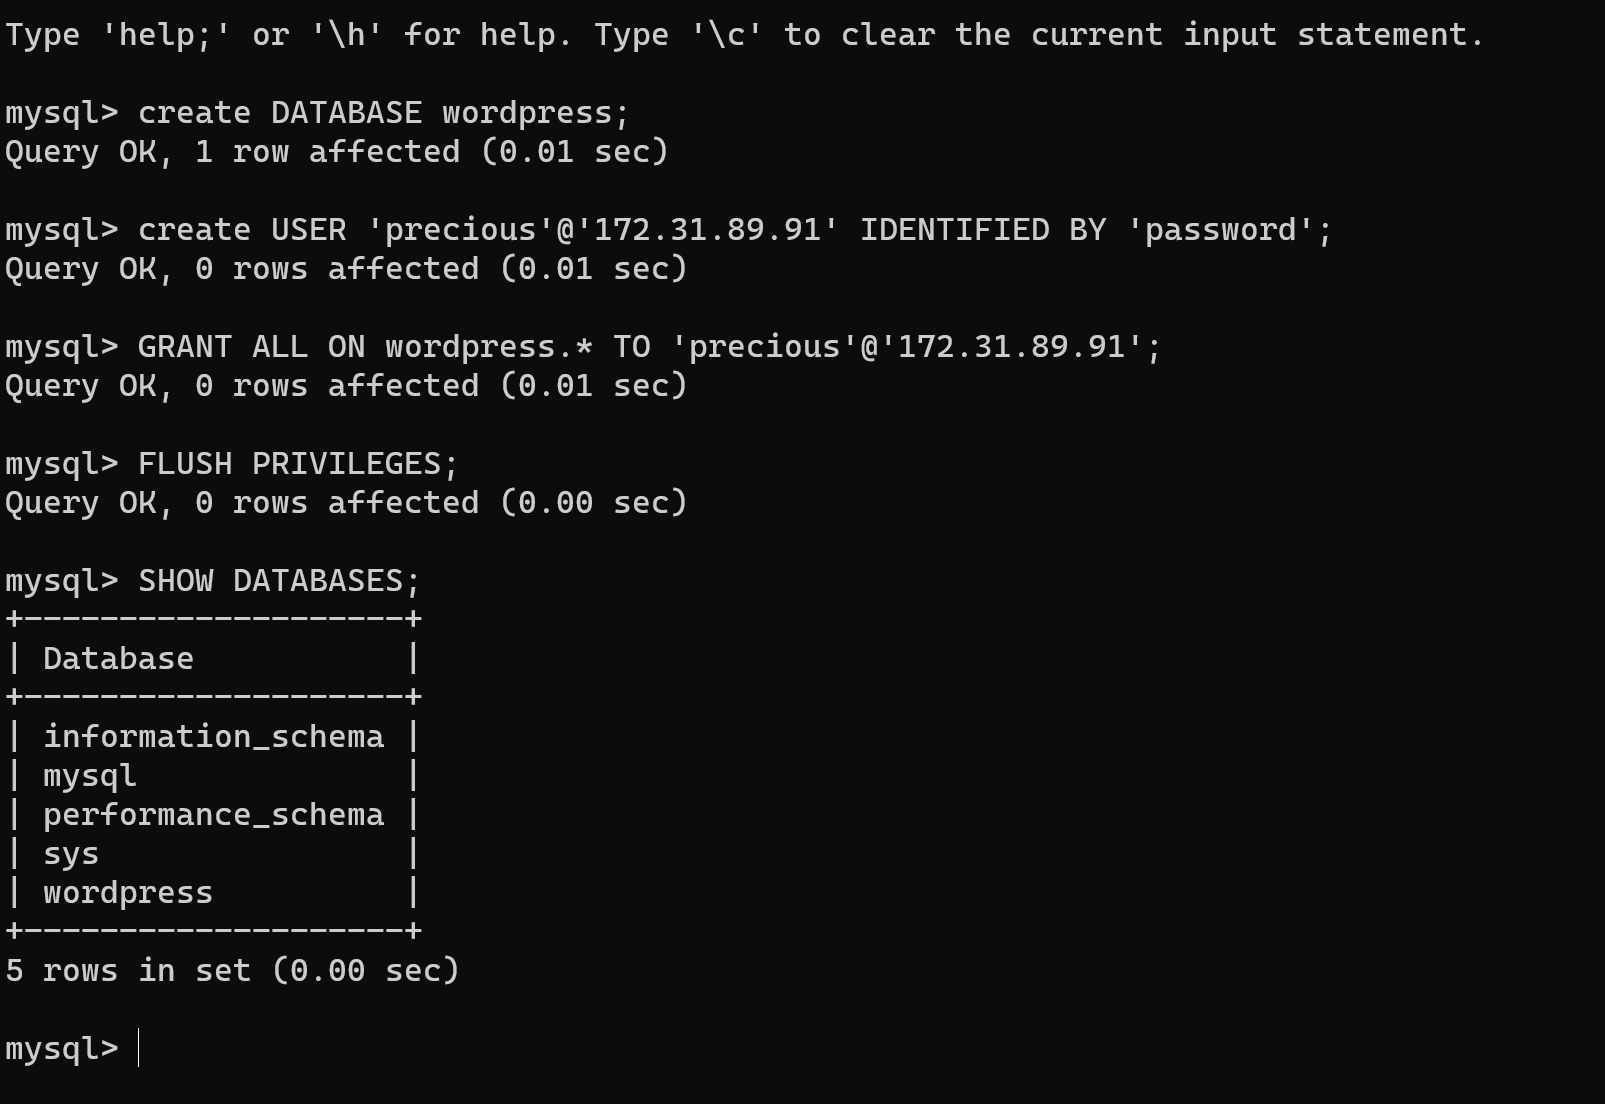 Type 'help;' or '\h' for help. Type '\c' to clear the current input statement.
mysql> create DATABASE wordpress;
Query OK, 1 row affected (0.01 sec)
mysql> create USER 'precious'@'172.31.89.91' IDENTIFIED BY 'password';
Query OK, 0 rows affected (0.01 sec)
mysql> GRANT ALL ON wordpress.* TO 'precious'@'172.31.89.91';
Query OK, 0 rows affected (0.01 sec)
mysql> FLUSH PRIVILEGES;
Query OK, 0 rows affected (0.00 sec)
mysql> SHOW DATABASES;
+--------------------+
| Database           |
+--------------------+
| information_schema |
| mysql              |
| performance_schema |
| sys                |
| wordpress          |
+--------------------+
5 rows in set (0.00 sec)
mysql>